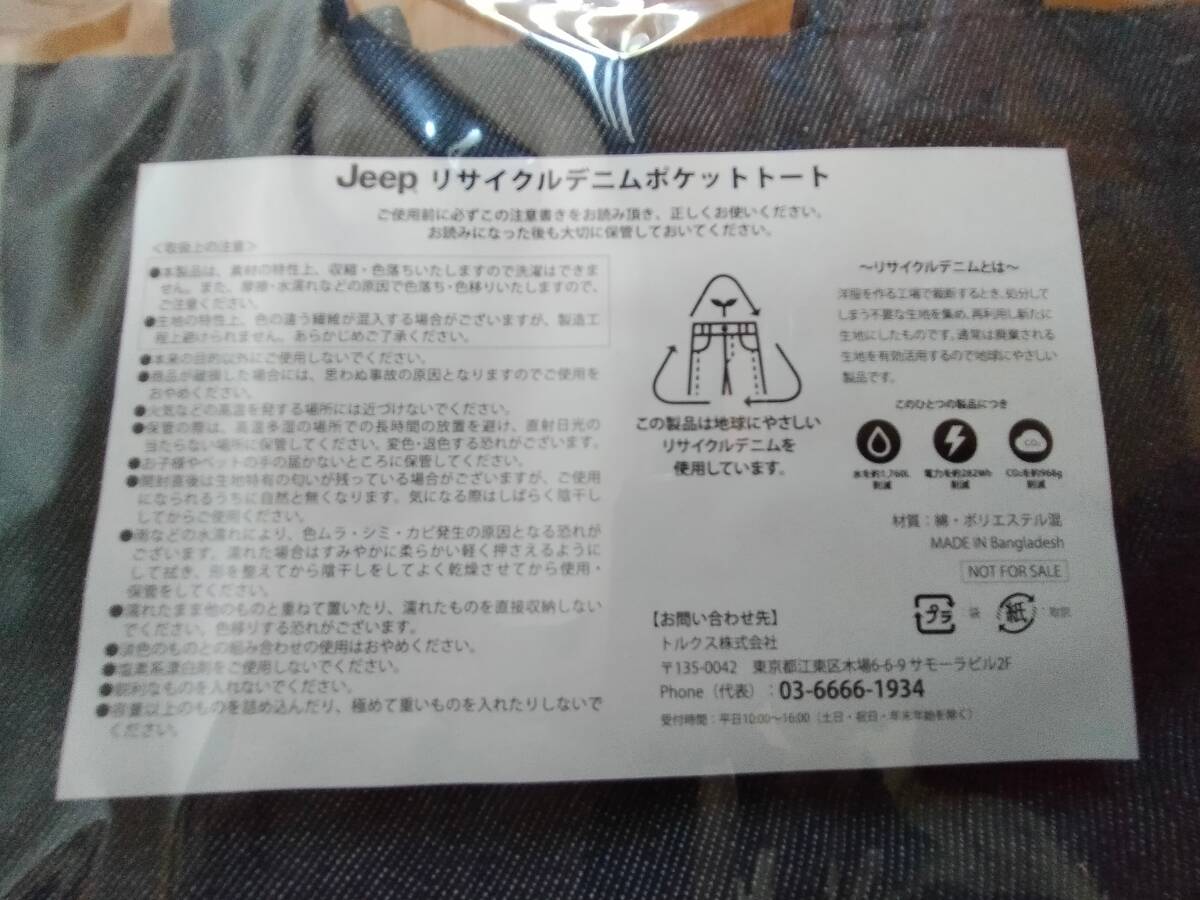 Jeep リサイクルデニムポケットトート
ご使用前に必ずこの注意書きをお読み頂き、正しくお使いください。
お読みになった後も大切に保管しておいてください。
＜取扱上の注意＞
●本製品は、素材の特性上、収縮・色落ちいたしますので洗濯はできま
せん。また、摩擦・水濡れなどの原因で色落ち・色移りいたしますので、
ご注意ください。
●生地の特性上、色の違う繊維が混入する場合がございますが、製造工
程上避けられません。あらかじめご了承ください。
●本来の目的以外にご使用しないでください。
●商品が破損した場合には、思わぬ事故の原因となりますのでご使用を
おやめください。
●火気などの高温を発する場所には近づけないでください。
●保管の際は、高温多湿の場所での長時間の放置を避け、直射日光の
当たらない場所に保管してください。変色・退色する恐れがございます。
●お子様やペットの手の届かないところに保管してください。
●開封直後は生地特有の匂いが残っている場合がございますが、ご使用
になられるうちに自然と無くなります。気になる際はしばらく陰干し
してからご使用ください。
●雨などの水濡れにより、色ムラ・シミ・カビ発生の原因となる恐れが
ございます。濡れた場合はすみやかに柔らかい軽く押さえるように
して拭き、形を整えてから陰干しをしてよく乾燥させてから使用・
保管をしてください。
●濡れたまま他のものと重ねて置いたり、濡れたものを直接収納しない
でください。色移りする恐れがございます。
●淡色のものとの組み合わせの使用はおやめください。
●塩素系漂白剤をご使用しないでください。
●鋭利なものを入れないでください。
●容量以上のものを詰め込んだり、極めて重いものを入れたりしないで
ください。
この製品は地球にやさしい
リサイクルデニムを
使用しています。
～リサイクルデニムとは～
洋服を作る工場で裁断するとき、処分して
しまう不要な生地を集め、再利用し新たに
生地にしたものです。通常は廃棄される
生地を有効活用するので地球にやさしい
製品です。
このひとつの製品につき
CO₂
水を約1,760L
削減
電力を約282Wh
削減
CO₂を約968g
削減
材質：綿・ポリエステル混
MADE IN Bangladesh
NOT FOR SALE
プラ：袋 紙：取説
【お問い合わせ先】
トルクス株式会社
〒135-0042 東京都江東区木場6-6-9 サモーラビル2F
Phone（代表）：03-6666-1934
受付時間：平日10:00～16:00（土日・祝日・年末年始を除く）